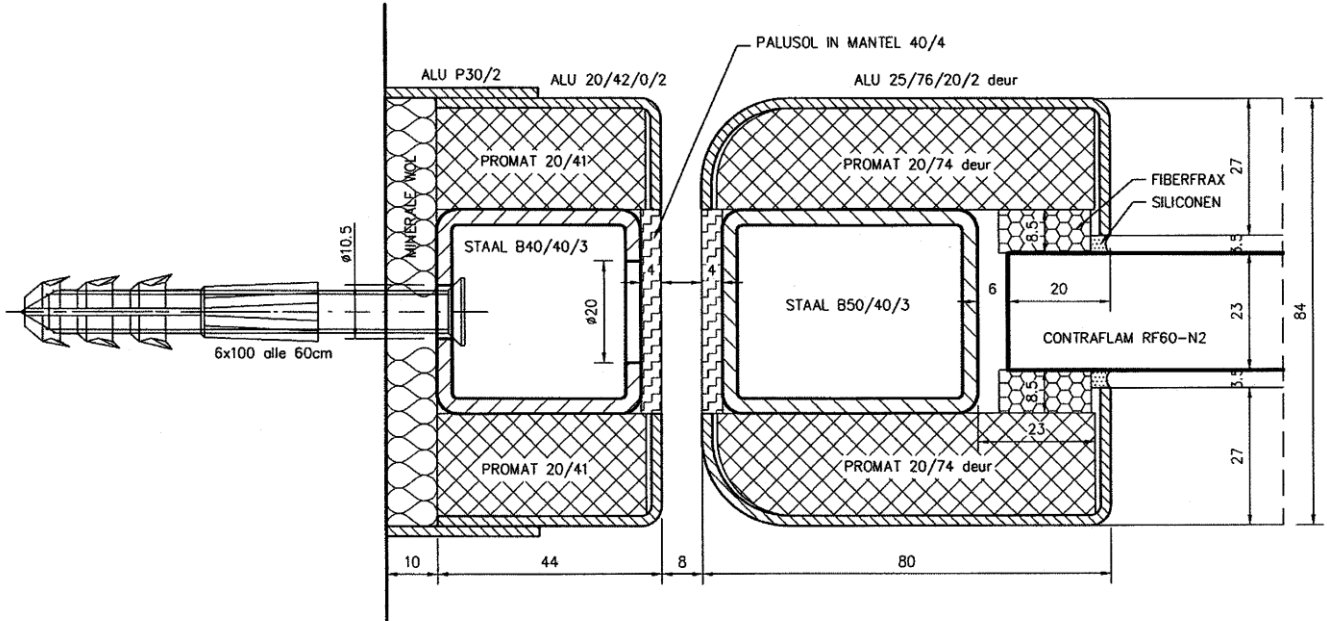 PALUSOL IN MANTEL 40/4
ALU P30/2
ALU 20/42/0/2
ALU 25/76/20/2 deur
PROMAT 20/41
PROMAT 20/74 deur
27
FIBERFRAX
SILICONEN
MINERALE WOL
ø10.5
STAAL B40/40/3
8.5
3.5
4
4
ø20
STAAL B50/40/3
6
20
23
84
CONTRAFLAM RF60-N2
6x100 alle 60cm
8.5
3.5
23
PROMAT 20/41
PROMAT 20/74 deur
27
10
44
8
80